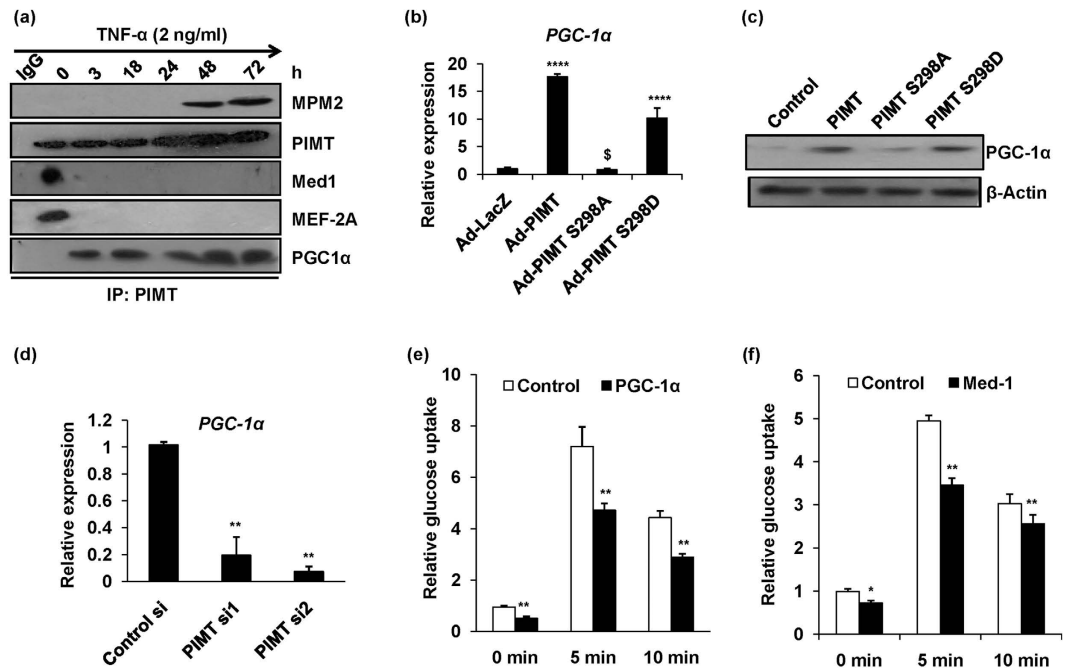 (a)
TNF-α (2 ng/ml)
IgG 0 3 18 24 48 72 h
MPM2
PIMT
Med1
MEF-2A
PGC1α
IP: PIMT
(b)
PGC-1α
Relative expression
20
15
10
5
0
****
$
****
Ad-LacZ
Ad-PIMT
Ad-PIMT S298A
Ad-PIMT S298D
(c)
Control
PIMT
PIMT S298A
PIMT S298D
PGC-1α
β-Actin
(d)
PGC-1α
Relative expression
1.2
1
0.8
0.6
0.4
0.2
0
**
**
Control si
PIMT si1
PIMT si2
(e)
Control PGC-1α
Relative glucose uptake
10
8
6
4
2
0
**
**
**
0 min 5 min 10 min
(f)
Control Med-1
Relative glucose uptake
6
5
4
3
2
1
0
*
**
**
0 min 5 min 10 min